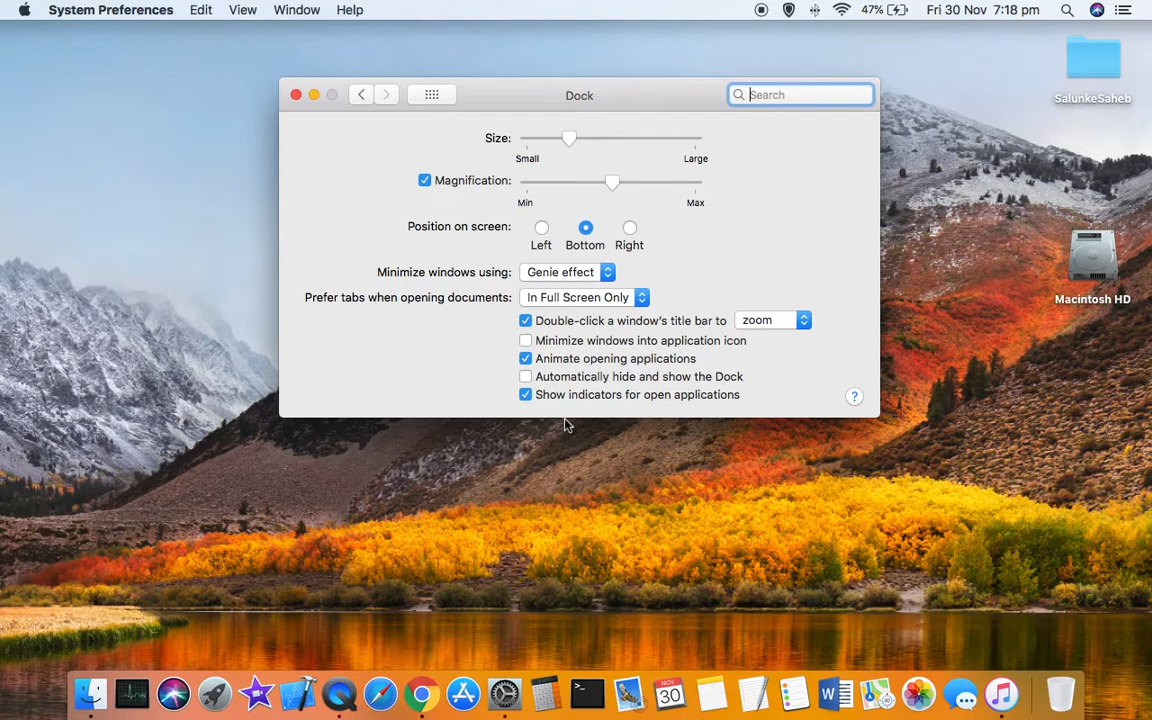 System Preferences Edit View Window Help 47% Fri 30 Nov 7:18 pm
SalunkeSaheb
Dock
Search
Size:
Small Large
Magnification:
Min Max
Position on screen:
Left Bottom Right
Minimize windows using: Genie effect
Prefer tabs when opening documents: In Full Screen Only
Double-click a window's title bar to zoom
Minimize windows into application icon
Animate opening applications
Automatically hide and show the Dock
Show indicators for open applications
?
Macintosh HD
NOV
30